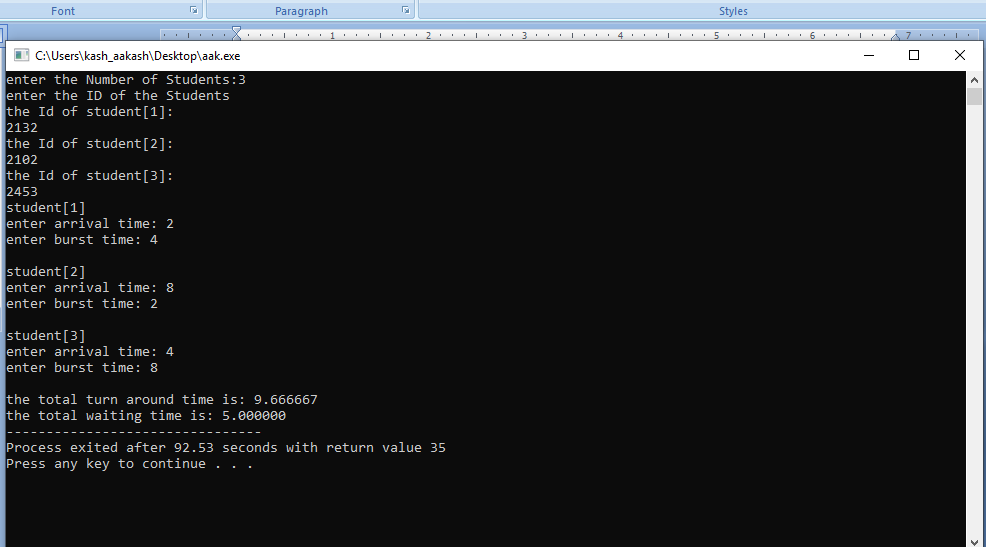 Font Paragraph Styles
1 2 3 4 5 6 7
C:\Users\kash_aakash\Desktop\aak.exe
enter the Number of Students:3
enter the ID of the Students
the Id of student[1]:
2132
the Id of student[2]:
2102
the Id of student[3]:
2453
student[1]
enter arrival time: 2
enter burst time: 4
student[2]
enter arrival time: 8
enter burst time: 2
student[3]
enter arrival time: 4
enter burst time: 8
the total turn around time is: 9.666667
the total waiting time is: 5.000000
--------------------------------
Process exited after 92.53 seconds with return value 35
Press any key to continue . . .